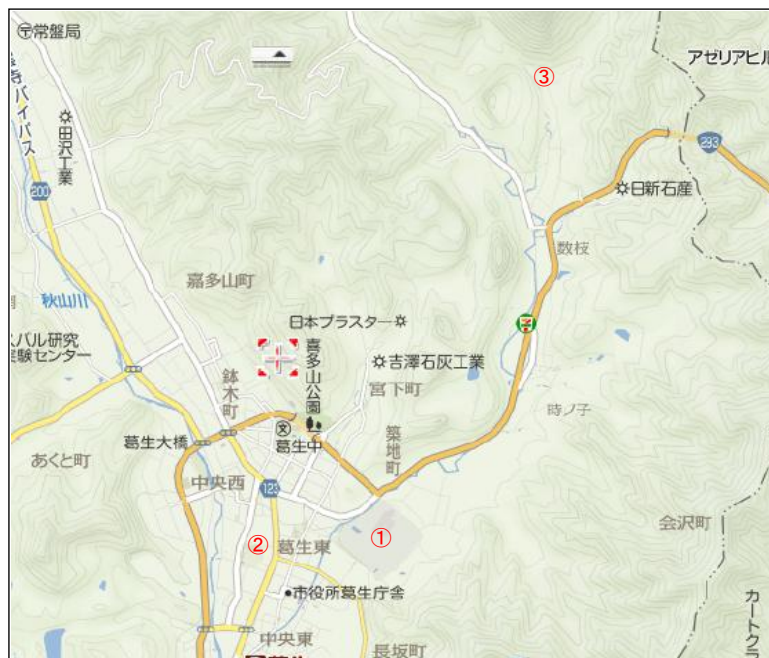 〒常盤局
③
アゼリアヒル
寺バイパス
田沢工業
293
200
日新石産
数枝
嘉多山町
秋山川
日本プラスター
バル研究
実験センター
吉澤石灰工業
嘉多山公園
宮下町
鉢木町
時ノ子
文
葛生大橋
葛生中
築地町
あくと町
中央西
123
会沢町
②
葛生東
①
市役所葛生庁舎
カートクラ
中央東
長坂町